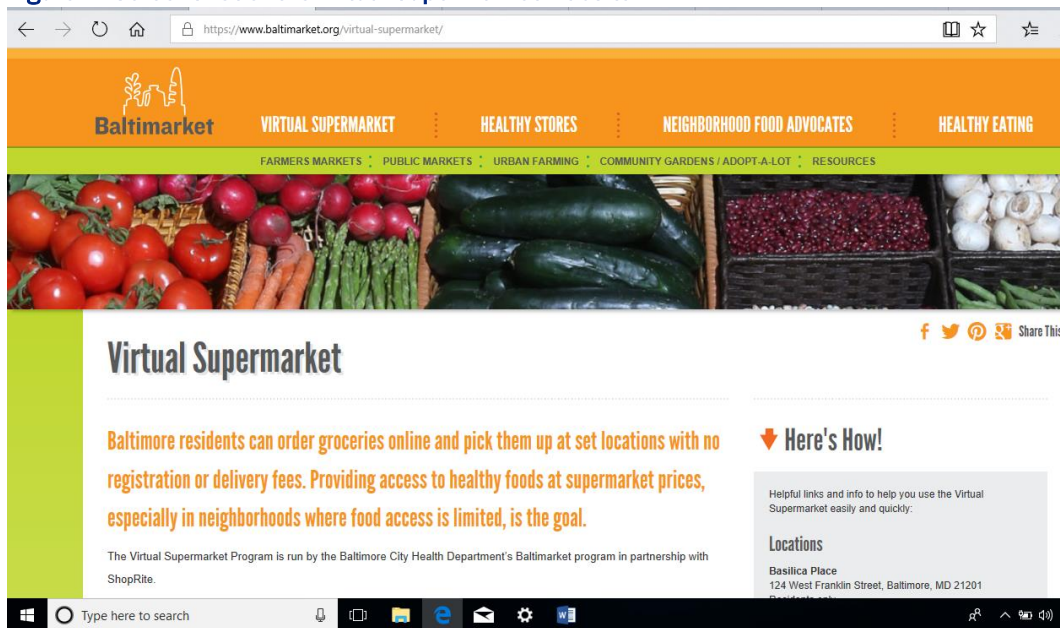 https://www.baltimarket.org/virtual-supermarket/
Baltimarket
VIRTUAL SUPERMARKET
HEALTHY STORES
NEIGHBORHOOD FOOD ADVOCATES
HEALTHY EATING
FARMERS MARKETS
PUBLIC MARKETS
URBAN FARMING
COMMUNITY GARDENS / ADOPT-A-LOT
RESOURCES
Share This
Virtual Supermarket
Baltimore residents can order groceries online and pick them up at set locations with no
registration or delivery fees. Providing access to healthy foods at supermarket prices,
especially in neighborhoods where food access is limited, is the goal.
The Virtual Supermarket Program is run by the Baltimore City Health Department's Baltimarket program in partnership with
ShopRite.
Here's How!
Helpful links and info to help you use the Virtual
Supermarket easily and quickly:
Locations
Basilica Place
124 West Franklin Street, Baltimore, MD 21201
Type here to search